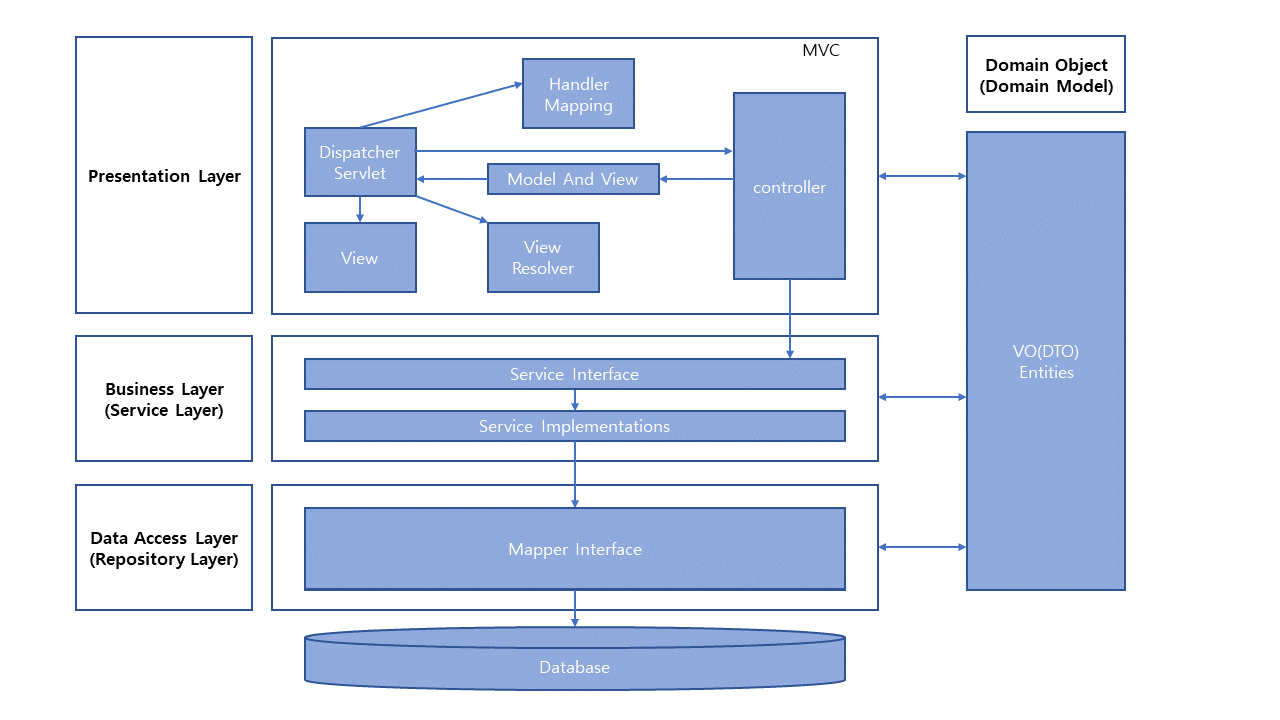 MVC
Presentation Layer
Handler
Mapping
Dispatcher
Servlet
Model And View
controller
View
View
Resolver
Domain Object
(Domain Model)
Business Layer
(Service Layer)
Service Interface
Service Implementations
VO(DTO)
Entities
Data Access Layer
(Repository Layer)
Mapper Interface
Database